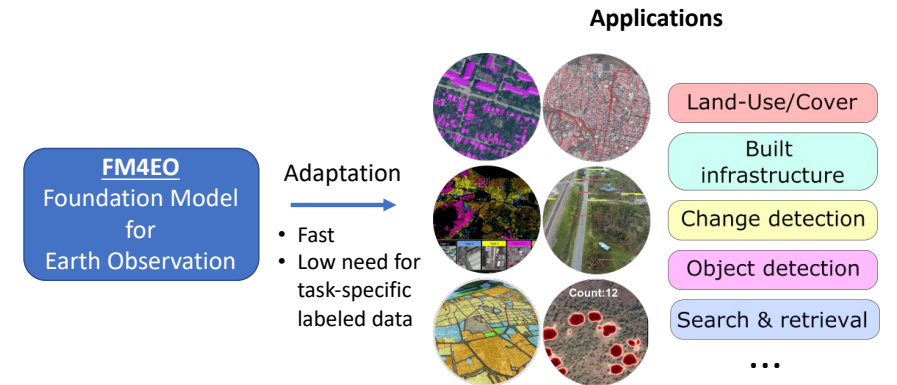 Applications
FM4EO
Foundation Model
for
Earth Observation
Adaptation
• Fast
• Low need for
task-specific
labeled data
Count:12
Land-Use/Cover
Built
infrastructure
Change detection
Object detection
Search & retrieval
...